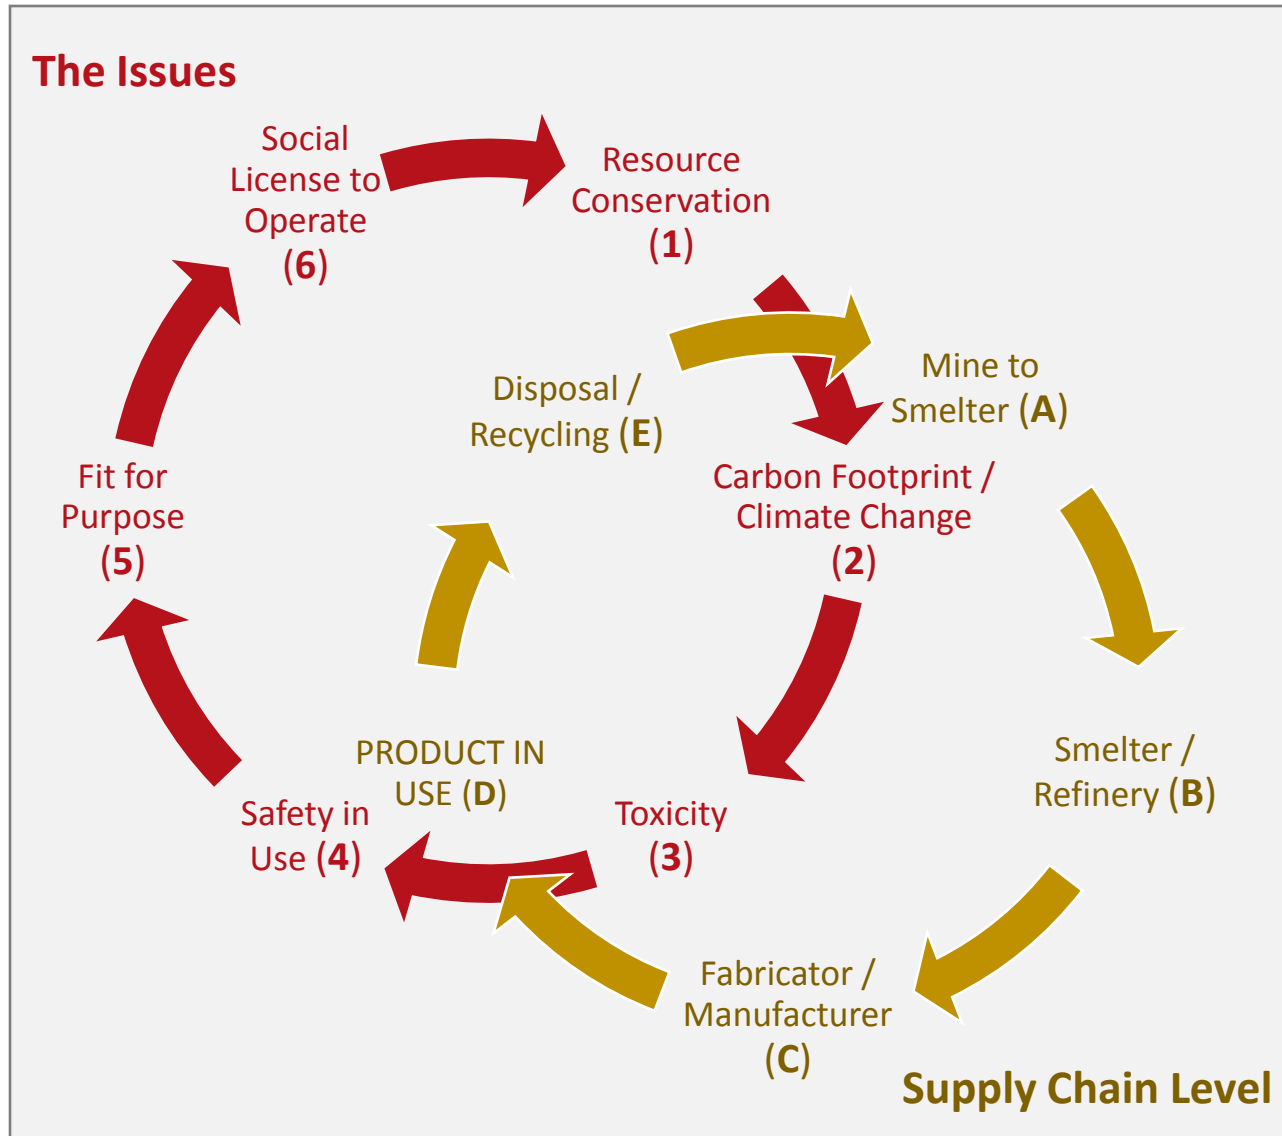 The Issues
Social
License to
Operate
(6)
Resource
Conservation
(1)
Mine to
Smelter (A)
Disposal /
Recycling (E)
Carbon Footprint /
Climate Change
(2)
Fit for
Purpose
(5)
PRODUCT IN
USE (D)
Smelter /
Refinery (B)
Safety in
Use (4)
Toxicity
(3)
Fabricator /
Manufacturer
(C)
Supply Chain Level